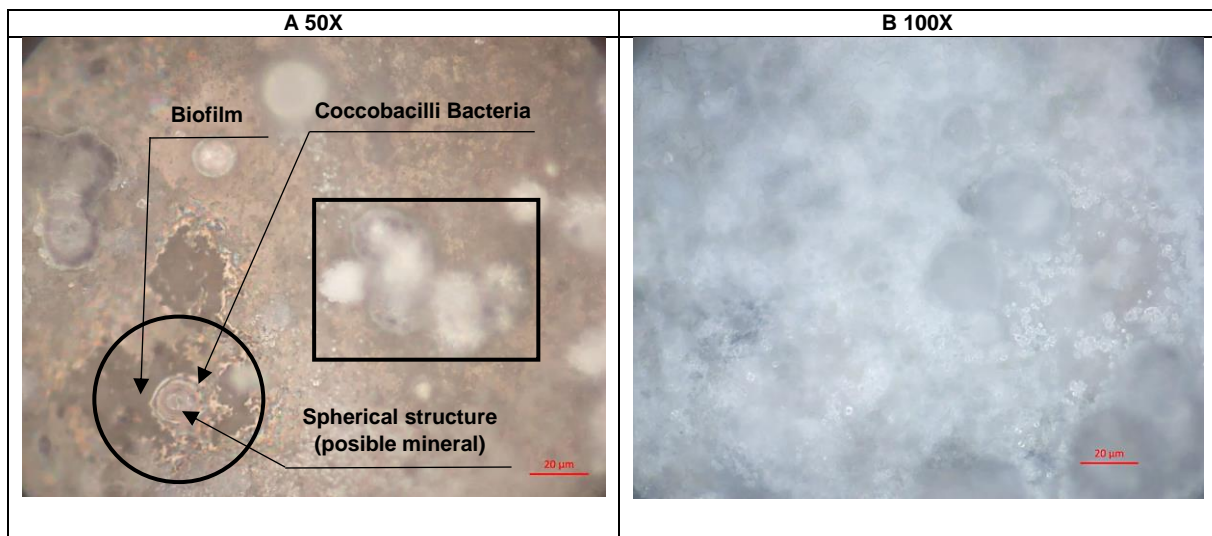 A 50X
B 100X
Biofilm
Coccobacilli Bacteria
Spherical structure
(posible mineral)
20 µm
20 µm